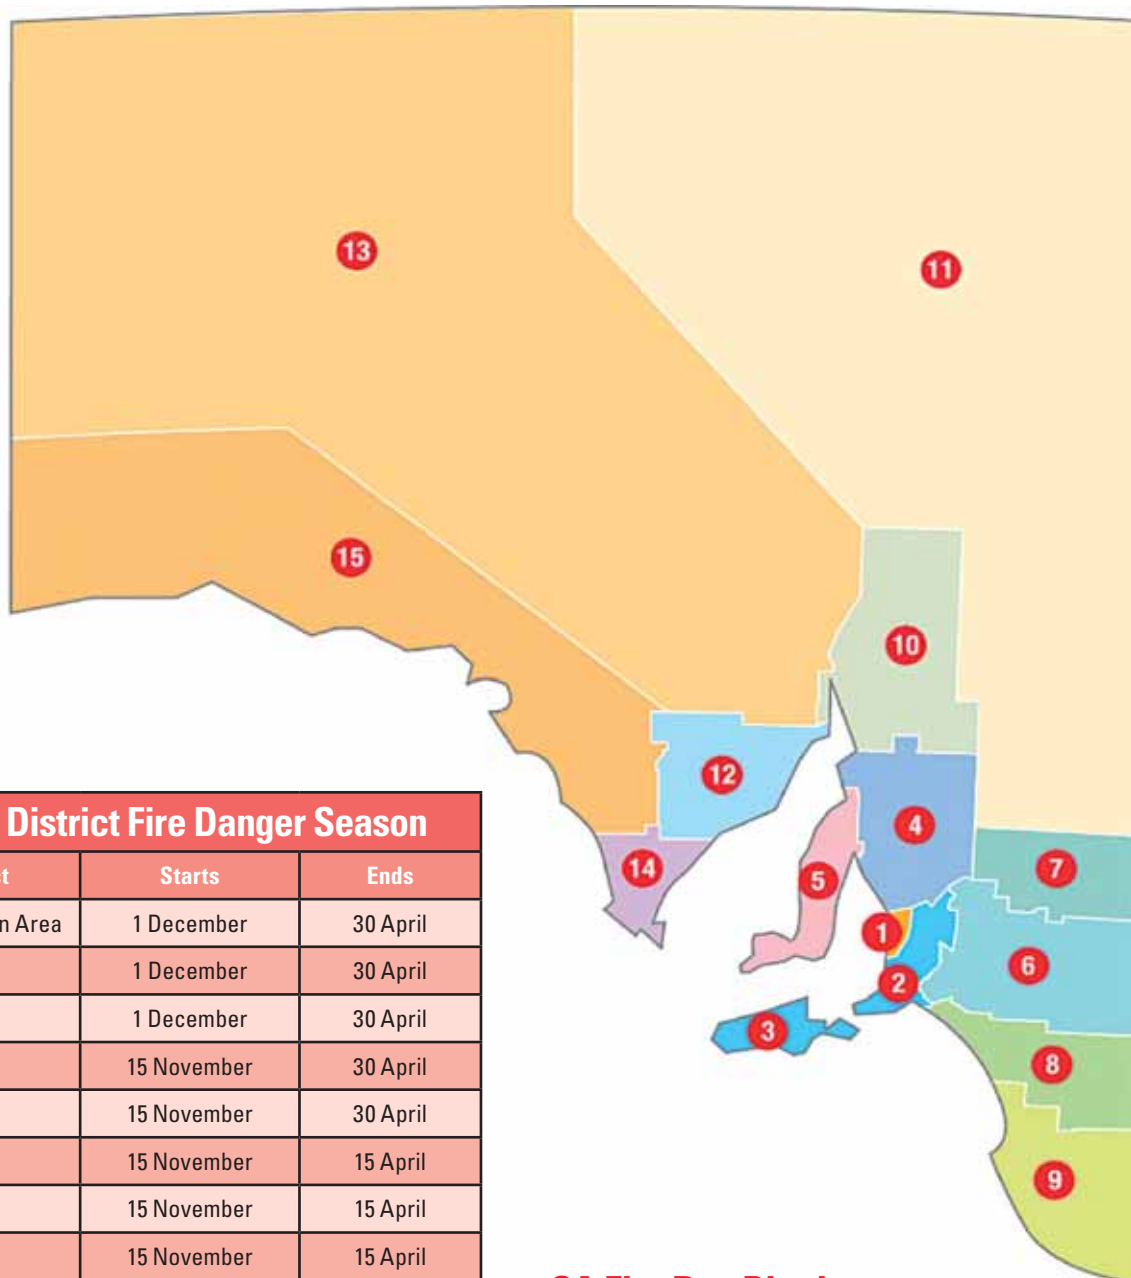 13
11
15
10
12
4
14
5
7
1
6
2
3
8
9
District Fire Danger Season
Starts
Ends
n Area
1 December
30 April
1 December
30 April
1 December
30 April
15 November
30 April
15 November
30 April
15 November
15 April
15 November
15 April
15 November
15 April